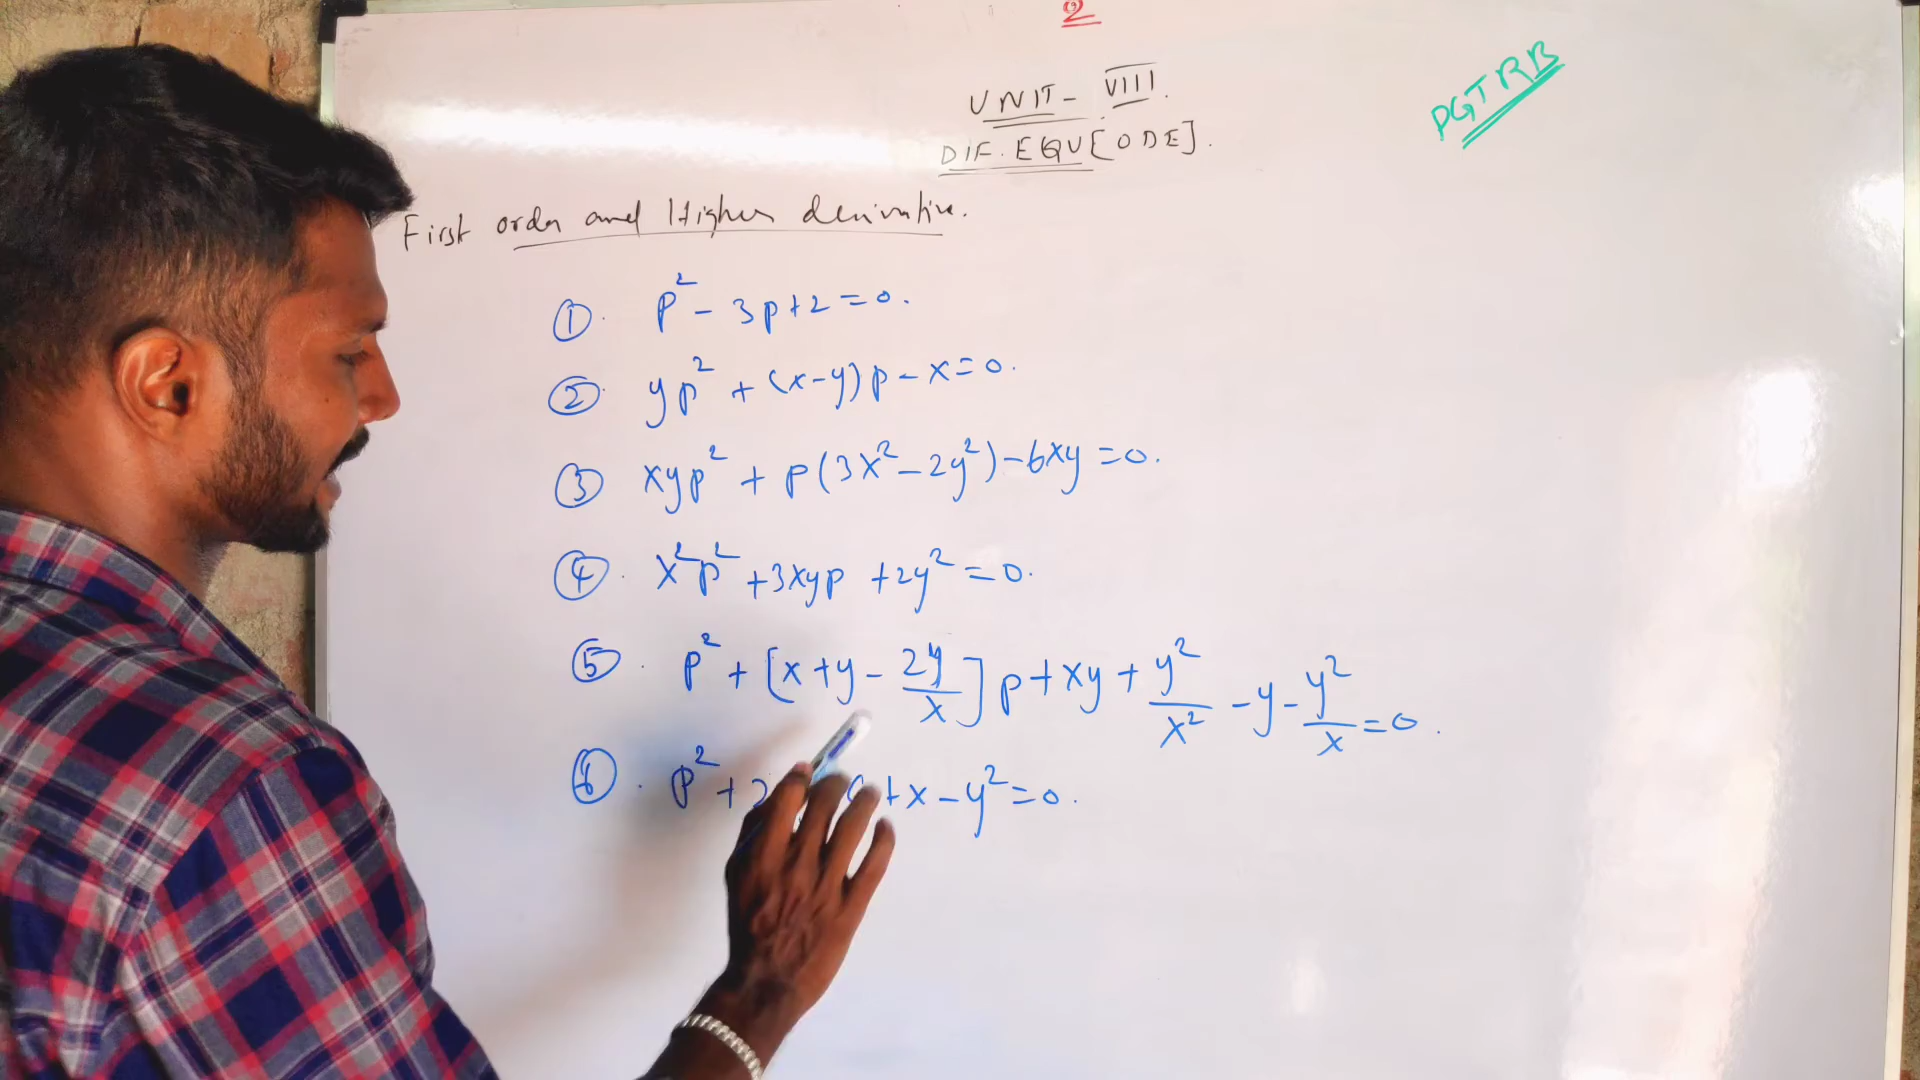 2
UNIT - VIII.
PGTRB
DIF. EQU [ODE].
First order and Higher derivative.
① p² - 3p + 2 = 0.
② yp² + (x-y)p - x = 0.
③ xyp² + p(3x² - 2y²) - 6xy = 0.
④ x²p² + 3xyp + 2y² = 0.
⑤ p² + [x + y - 2y/x] p + xy + y²/x² - y - y²/x = 0.
⑥ p² + 2 + x - y² = 0.